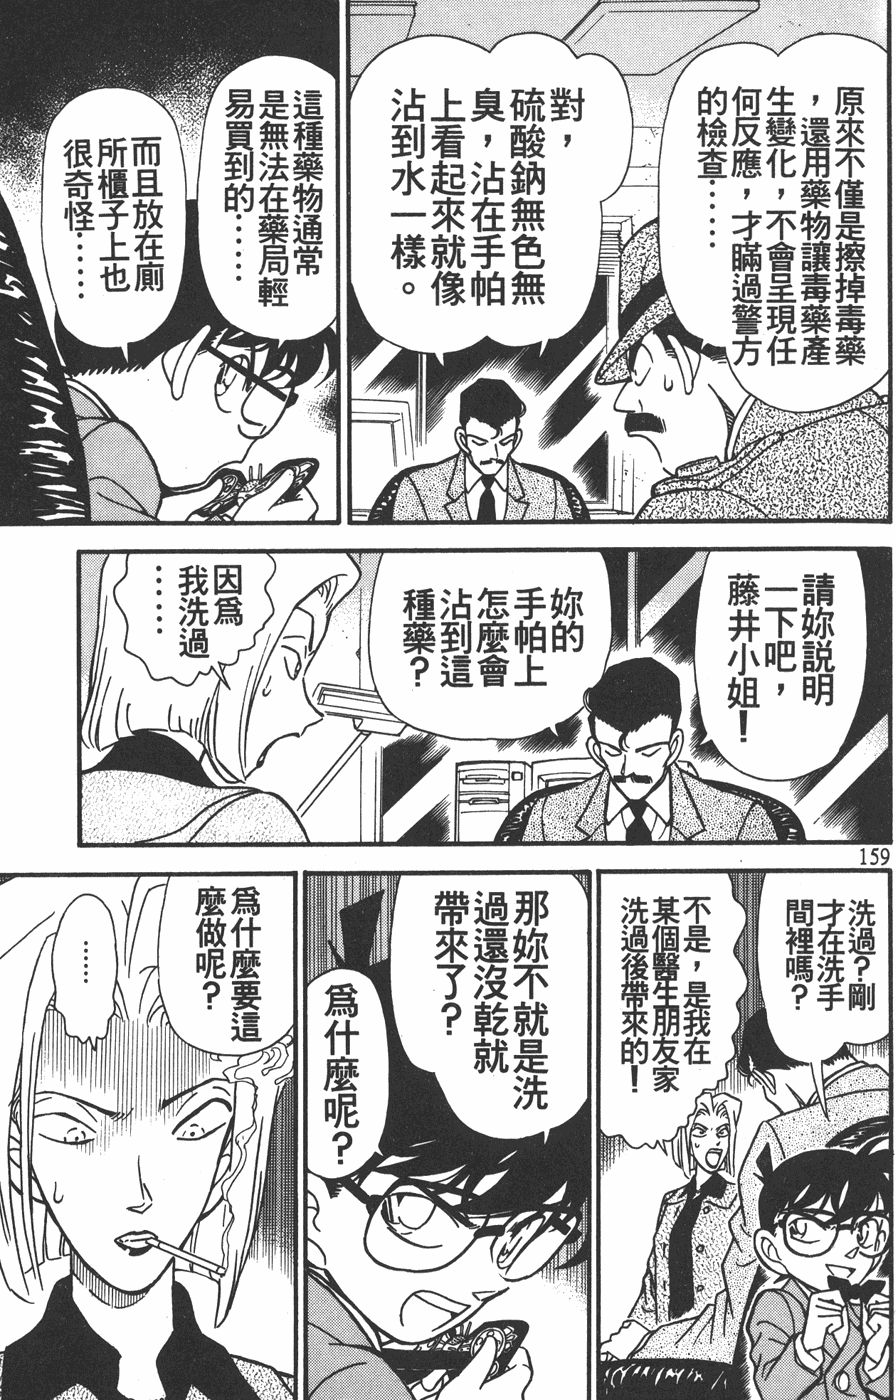 原來不僅是擦掉毒藥
，還用藥物讓毒藥產
生變化，不會呈現任
何反應，才瞞過警方
的檢查……
對，
硫酸鈉無色無
臭，沾在手帕
上看起來就像
沾到水一樣。
這種藥物通常
是無法在藥局輕
易買到的……
而且放在廁
所櫃子上也
很奇怪……
請妳說明
一下吧，
藤井小姐！
妳的
手帕上
怎麼會
沾到這
種藥？
因爲
我洗過
……
159
洗過？剛
才在洗手
間裡嗎？
不是，是我在
某個醫生朋友家
洗過後帶來的！
那妳不就是洗
過還沒乾就
帶來了？
爲什麼呢？
爲什麼要這
麼做呢？
……